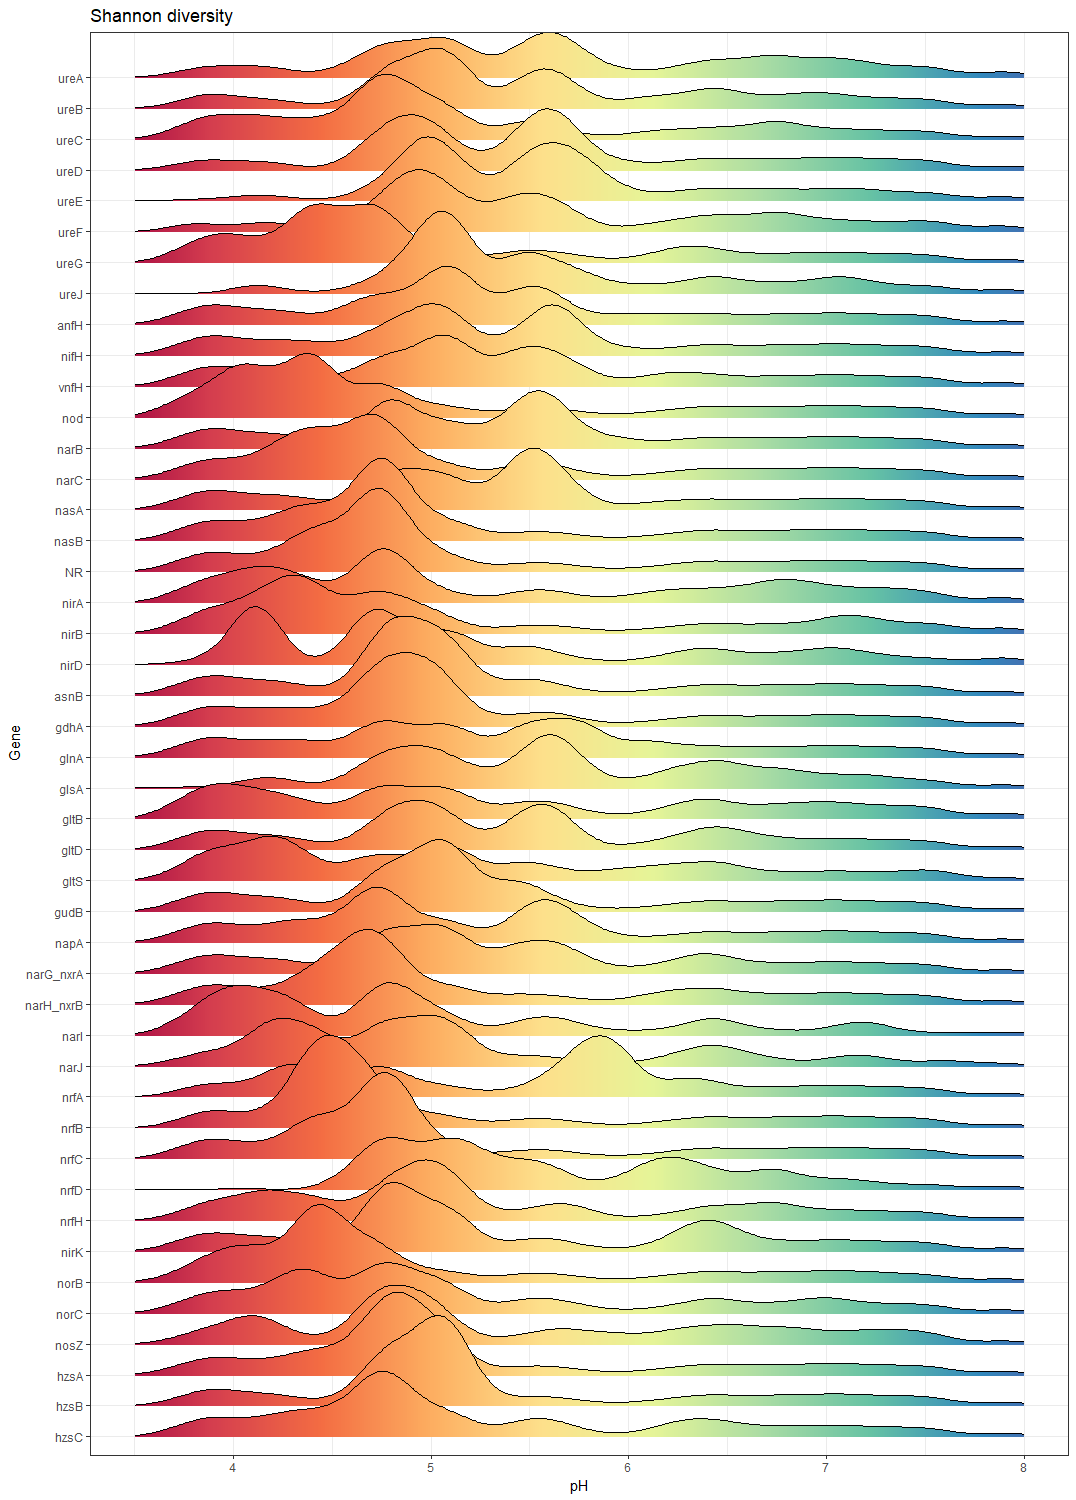 Shannon diversity
ureA
ureB
ureC
ureD
ureE
ureF
ureG
ureJ
anfH
nifH
vnfH
nod
narB
narC
nasA
nasB
NR
nirA
nirB
nirD
asnB
gdhA
glnA
glsA
gltB
gltD
gltS
gudB
napA
narG_nxrA
narH_nxrB
narI
narJ
nrfA
nrfB
nrfC
nrfD
nrfH
nirK
norB
norC
nosZ
hzsA
hzsB
hzsC
Gene
4 5 6 7 8
pH